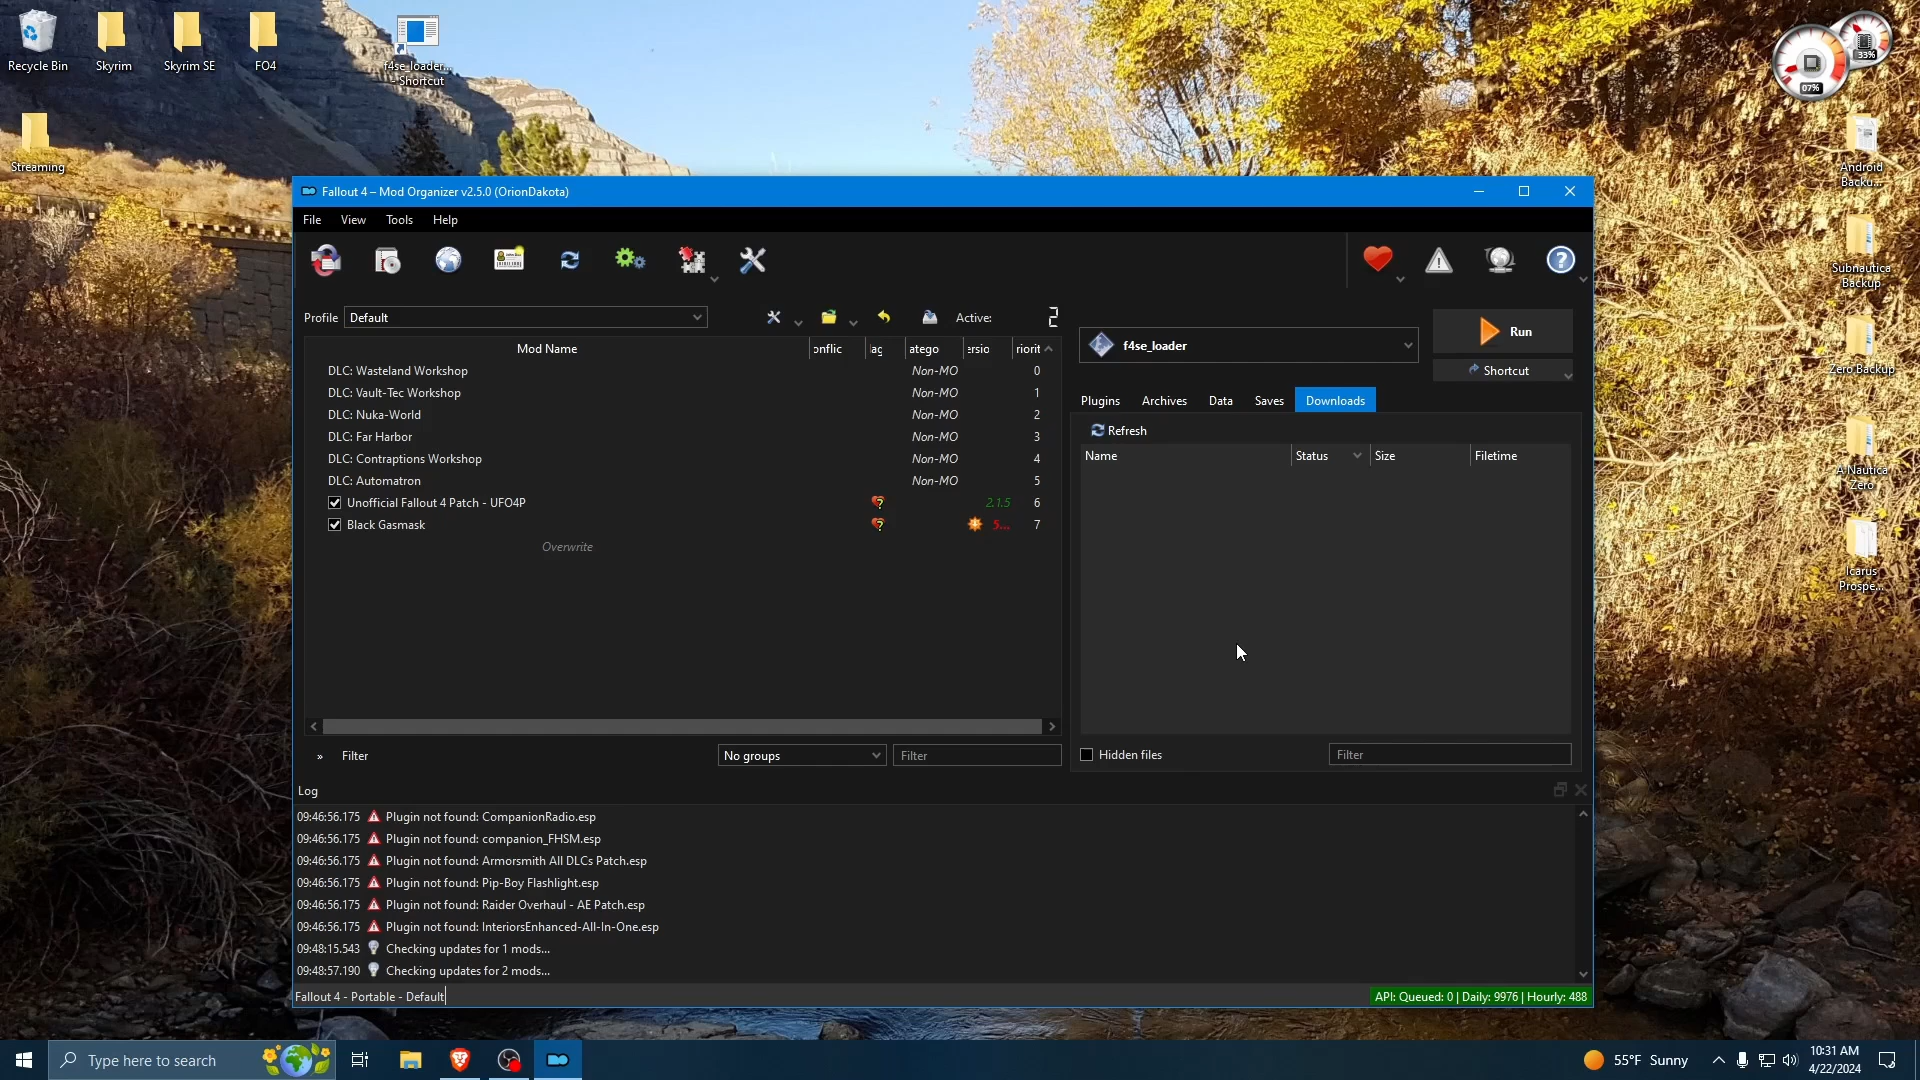 Recycle Bin
Skyrim
Skyrim SE
FO4
f4se_loader...
- Shortcut
Streaming
33%
07%
Android
Backu...
Subnautica
Backup
Zero Backup
A Nautica
Zero
Icarus
Prospe...
Fallout 4 – Mod Organizer v2.5.0 (OrionDakota)
File View Tools Help
Profile Default Active: 2
Mod Name onflic lag atego ersio riorit
DLC: Wasteland Workshop Non-MO 0
DLC: Vault-Tec Workshop Non-MO 1
DLC: Nuka-World Non-MO 2
DLC: Far Harbor Non-MO 3
DLC: Contraptions Workshop Non-MO 4
DLC: Automatron Non-MO 5
Unofficial Fallout 4 Patch - UFO4P 2.1.5 6
Black Gasmask 5... 7
Overwrite
» Filter No groups Filter
f4se_loader
Run
Shortcut
Plugins Archives Data Saves Downloads
Refresh
Name Status Size Filetime
Hidden files Filter
Log
09:46:56.175 Plugin not found: CompanionRadio.esp
09:46:56.175 Plugin not found: companion_FHSM.esp
09:46:56.175 Plugin not found: Armorsmith All DLCs Patch.esp
09:46:56.175 Plugin not found: Pip-Boy Flashlight.esp
09:46:56.175 Plugin not found: Raider Overhaul - AE Patch.esp
09:46:56.175 Plugin not found: InteriorsEnhanced-All-In-One.esp
09:48:15.543 Checking updates for 1 mods...
09:48:57.190 Checking updates for 2 mods...
Fallout 4 - Portable - Default
API: Queued: 0 | Daily: 9976 | Hourly: 488
Type here to search
55°F Sunny
10:31 AM
4/22/2024